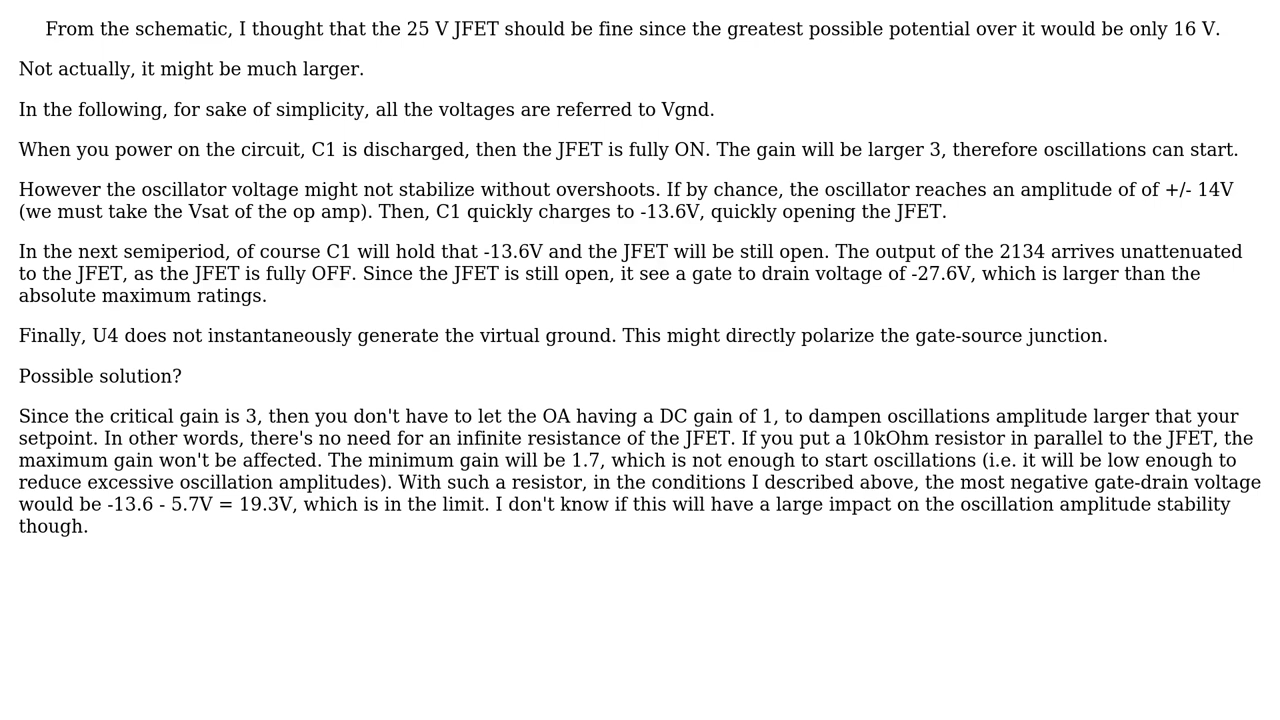 From the schematic, I thought that the 25 V JFET should be fine since the greatest possible potential over it would be only 16 V.
Not actually, it might be much larger.
In the following, for sake of simplicity, all the voltages are referred to Vgnd.
When you power on the circuit, C1 is discharged, then the JFET is fully ON. The gain will be larger 3, therefore oscillations can start.
However the oscillator voltage might not stabilize without overshoots. If by chance, the oscillator reaches an amplitude of of +/- 14V
(we must take the Vsat of the op amp). Then, C1 quickly charges to -13.6V, quickly opening the JFET.
In the next semiperiod, of course C1 will hold that -13.6V and the JFET will be still open. The output of the 2134 arrives unattenuated
to the JFET, as the JFET is fully OFF. Since the JFET is still open, it see a gate to drain voltage of -27.6V, which is larger than the
absolute maximum ratings.
Finally, U4 does not instantaneously generate the virtual ground. This might directly polarize the gate-source junction.
Possible solution?
Since the critical gain is 3, then you don't have to let the OA having a DC gain of 1, to dampen oscillations amplitude larger that your
setpoint. In other words, there's no need for an infinite resistance of the JFET. If you put a 10kOhm resistor in parallel to the JFET, the
maximum gain won't be affected. The minimum gain will be 1.7, which is not enough to start oscillations (i.e. it will be low enough to
reduce excessive oscillation amplitudes). With such a resistor, in the conditions I described above, the most negative gate-drain voltage
would be -13.6 - 5.7V = 19.3V, which is in the limit. I don't know if this will have a large impact on the oscillation amplitude stability
though.